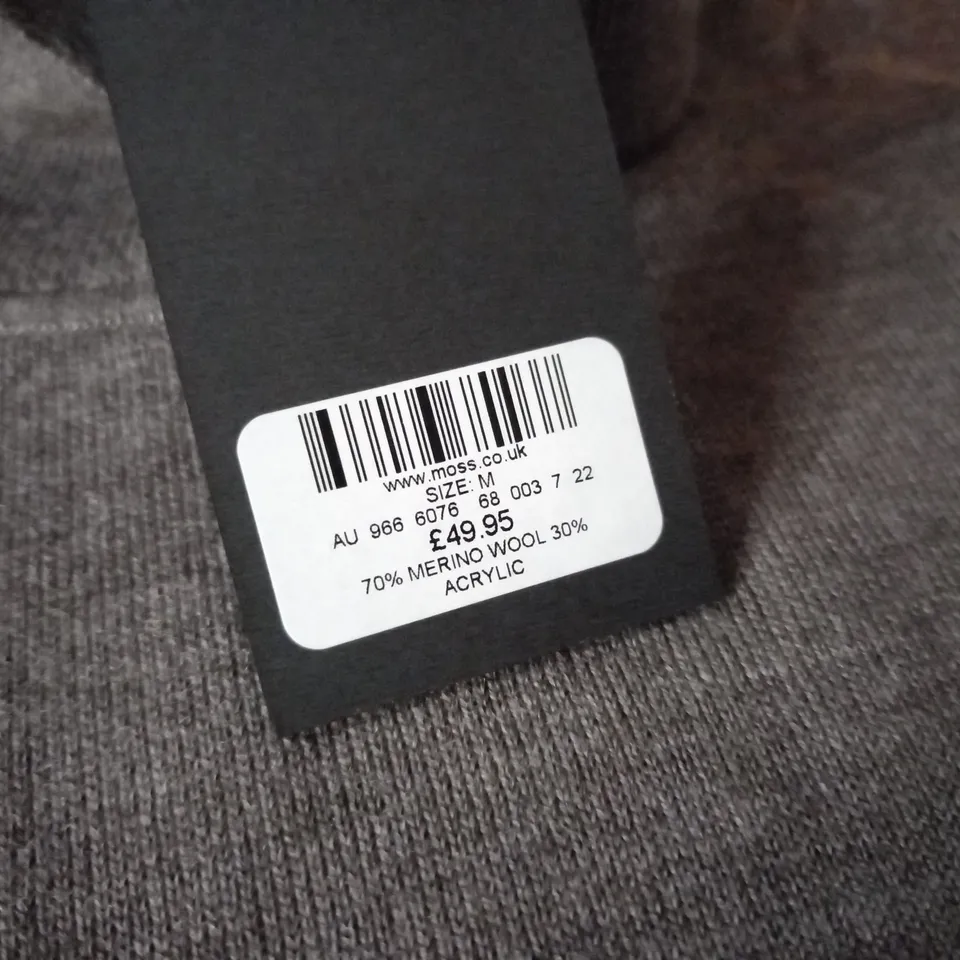 www.moss.co.uk
SIZE: M
AU 966 6076 68 003 7 22
£49.95
70% MERINO WOOL 30%
ACRYLIC